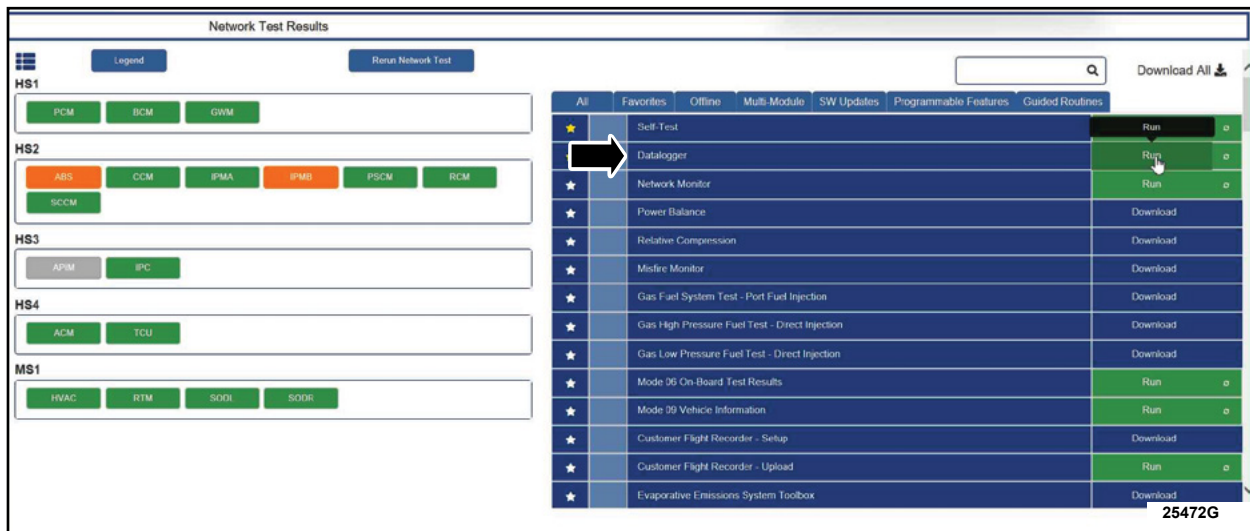 Network Test Results
Legend
Rerun Network Test
Download All
HS1
PCM BCM GWM
HS2
ABS CCM IPMA IPMB PSCM RCM
SCCM
HS3
APIM IPC
HS4
ACM TCU
MS1
HVAC RTM SODL SODR
All Favorites Offline Multi-Module SW Updates Programmable Features Guided Routines
Self-Test Run
Datalogger Run
Network Monitor Run
Power Balance Download
Relative Compression Download
Misfire Monitor Download
Gas Fuel System Test - Port Fuel Injection Download
Gas High Pressure Fuel Test - Direct Injection Download
Gas Low Pressure Fuel Test - Direct Injection Download
Mode 06 On-Board Test Results Run
Mode 09 Vehicle Information Run
Customer Flight Recorder - Setup Download
Customer Flight Recorder - Upload Run
Evaporative Emissions System Toolbox Download
25472G